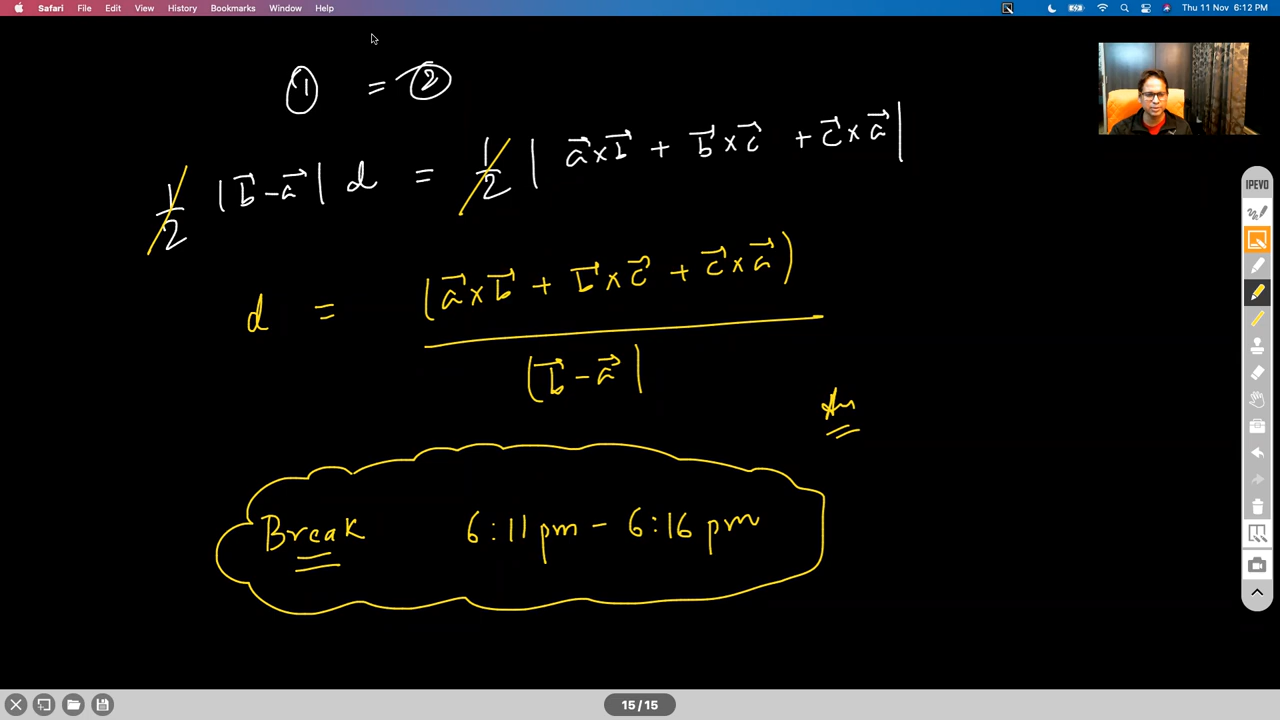 Safari File Edit View History Bookmarks Window Help Thu 11 Nov 6:12 PM
① = ②
1/2 |b⃗ - a⃗| d = 1/2 | a⃗ × b⃗ + b⃗ × c⃗ + c⃗ × a⃗ |
IPEVO
d = (a⃗ × b⃗ + b⃗ × c⃗ + c⃗ × a⃗) / |b⃗ - a⃗|
Ans
Break 6:11 pm - 6:16 pm
15/15